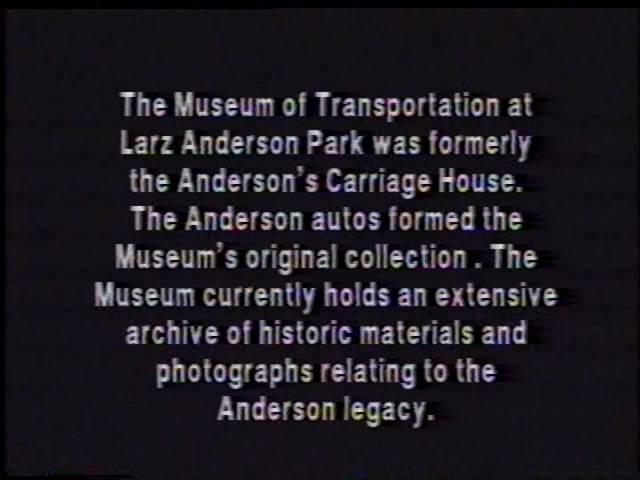 The Museum of Transportation at
Larz Anderson Park was formerly
the Anderson's Carriage House.
The Anderson autos formed the
Museum's original collection . The
Museum currently holds an extensive
archive of historic materials and
photographs relating to the
Anderson legacy.